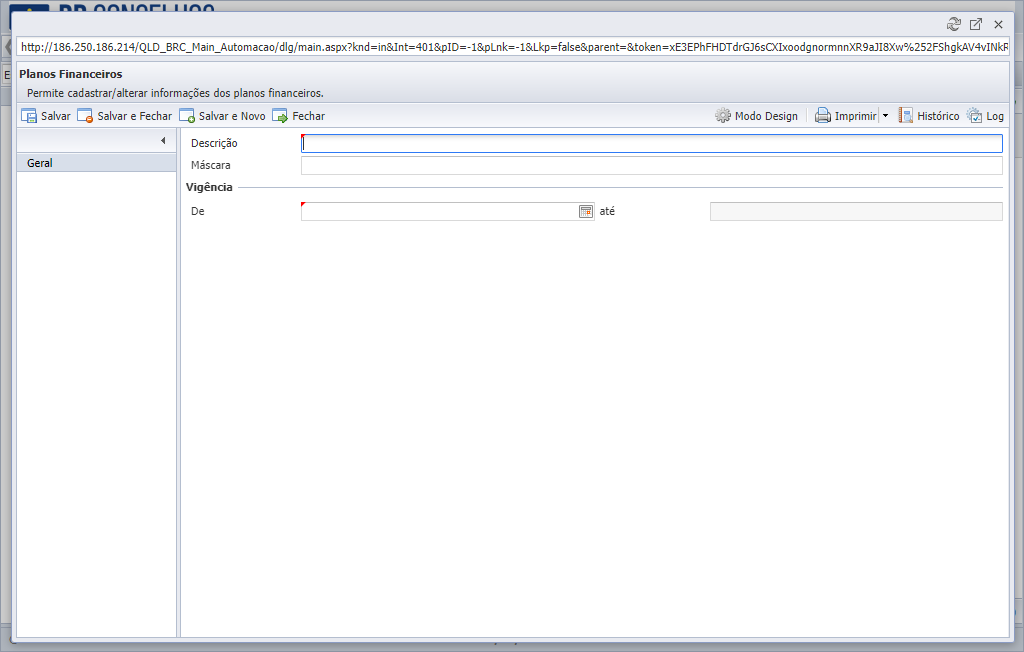 BR CONSELHOS
http://186.250.186.214/QLD_BRC_Main_Automacao/dlg/main.aspx?knd=in&Int=401&pID=-1&pLnk=-1&Lkp=false&parent=&token=xE3EPhFHDTdrGJ6sCXIxoodgnormnnXR9aJI8Xw%252FShgkAV4vINkR
Planos Financeiros
Permite cadastrar/alterar informações dos planos financeiros.
Salvar Salvar e Fechar Salvar e Novo Fechar Modo Design Imprimir Histórico Log
Geral
Descrição
Máscara
Vigência
De até